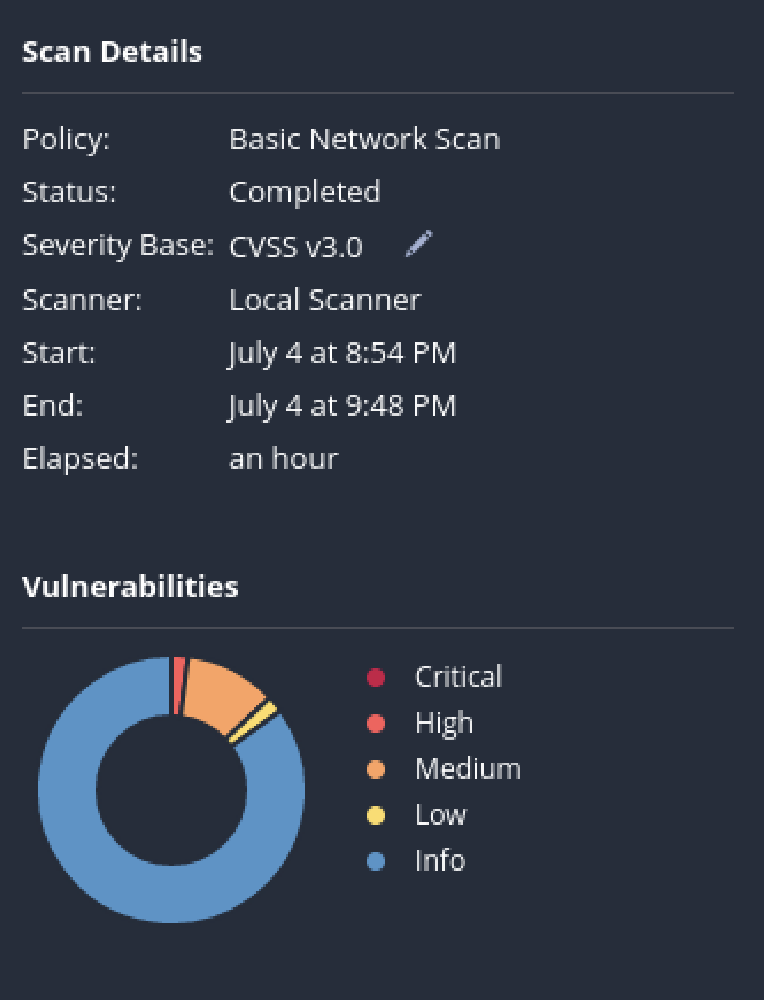 Scan Details
Policy: Basic Network Scan
Status: Completed
Severity Base: CVSS v3.0
Scanner: Local Scanner
Start: July 4 at 8:54 PM
End: July 4 at 9:48 PM
Elapsed: an hour
Vulnerabilities
Critical
High
Medium
Low
Info